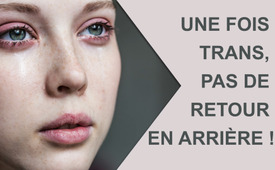 UNE FOIS
TRANS,
PAS DE
RETOUR
EN ARRIÈRE !